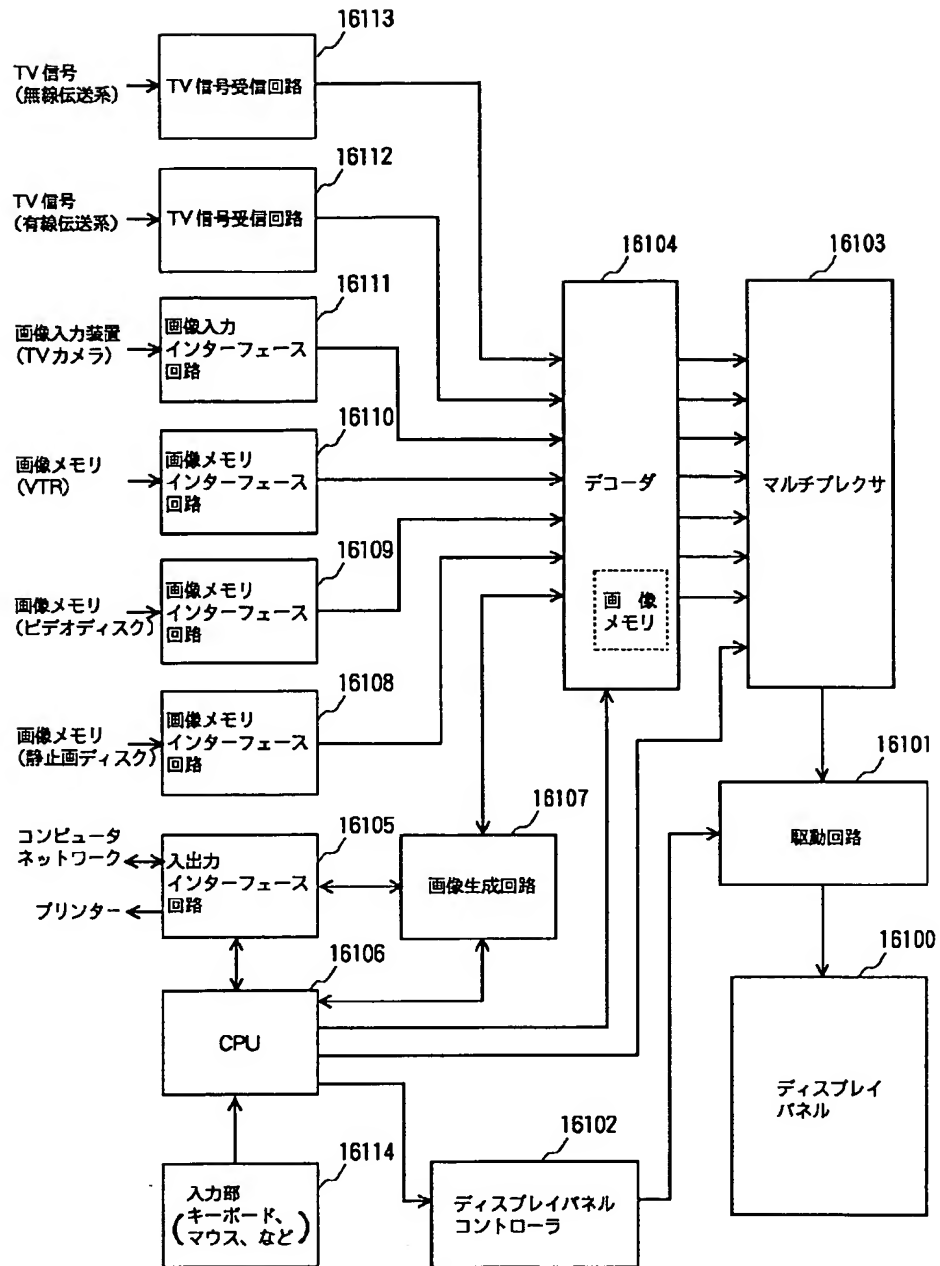 16113
TV信号
(無線伝送系)
TV信号受信回路
16112
TV信号
(有線伝送系)
TV信号受信回路
16104
16103
16111
画像入力装置
(TVカメラ)
画像入力
インターフェース
回路
16110
画像メモリ
(VTR)
画像メモリ
インターフェース
回路
デコーダ
マルチプレクサ
16109
画像メモリ
(ビデオディスク)
画像メモリ
インターフェース
回路
画像
メモリ
16108
画像メモリ
(静止画ディスク)
画像メモリ
インターフェース
回路
16101
16107
駆動回路
16105
コンピュータ
ネットワーク
プリンター
入出力
インターフェース
回路
画像生成回路
16106
16100
CPU
ディスプレイ
パネル
16114
16102
入力部
(キーボード、
マウス、など)
ディスプレイパネル
コントローラ